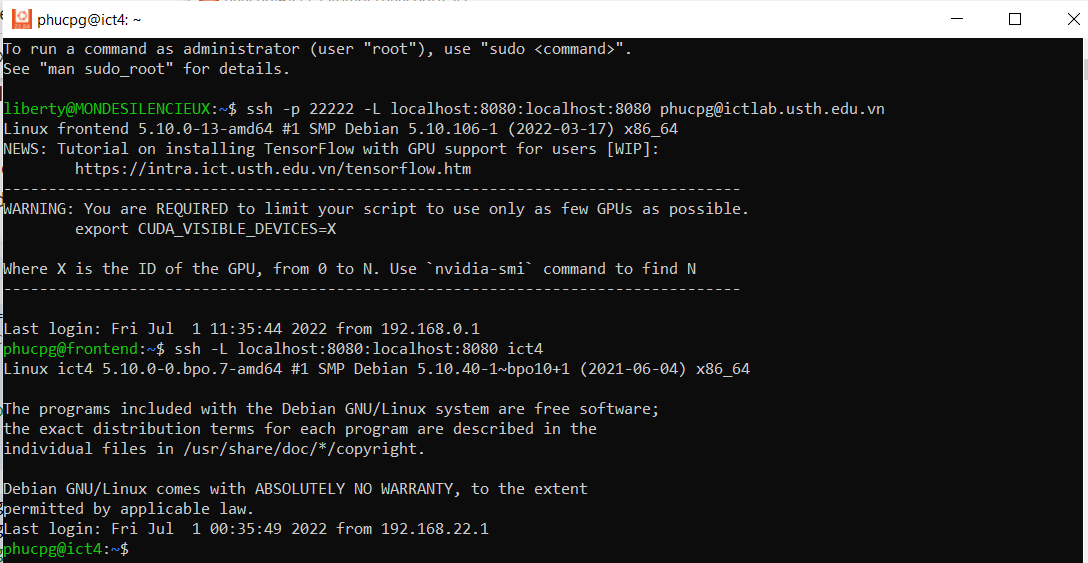 phucpg@ict4: ~
To run a command as administrator (user "root"), use "sudo <command>".
See "man sudo_root" for details.
liberty@MONDESILENCIEUX:~$ ssh -p 22222 -L localhost:8080:localhost:8080 phucpg@ictlab.usth.edu.vn
Linux frontend 5.10.0-13-amd64 #1 SMP Debian 5.10.106-1 (2022-03-17) x86_64
NEWS: Tutorial on installing TensorFlow with GPU support for users [WIP]:
https://intra.ict.usth.edu.vn/tensorflow.htm
----------------------------------------------------------------------------------
WARNING: You are REQUIRED to limit your script to use only as few GPUs as possible.
export CUDA_VISIBLE_DEVICES=X
Where X is the ID of the GPU, from 0 to N. Use `nvidia-smi` command to find N
----------------------------------------------------------------------------------
Last login: Fri Jul  1 11:35:44 2022 from 192.168.0.1
phucpg@frontend:~$ ssh -L localhost:8080:localhost:8080 ict4
Linux ict4 5.10.0-0.bpo.7-amd64 #1 SMP Debian 5.10.40-1~bpo10+1 (2021-06-04) x86_64
The programs included with the Debian GNU/Linux system are free software;
the exact distribution terms for each program are described in the
individual files in /usr/share/doc/*/copyright.
Debian GNU/Linux comes with ABSOLUTELY NO WARRANTY, to the extent
permitted by applicable law.
Last login: Fri Jul  1 00:35:49 2022 from 192.168.22.1
phucpg@ict4:~$